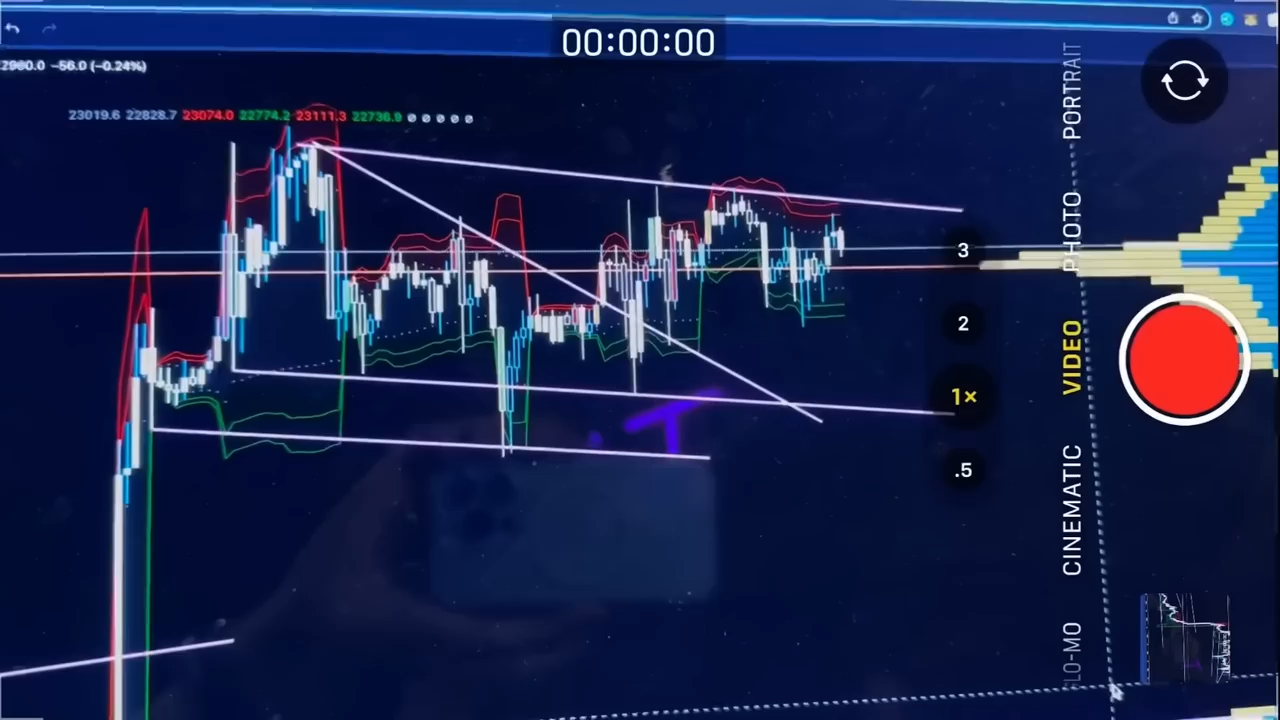 00:00:00
2980.0 −56.0 (−0.24%)
23019.6 22828.7 23074.0 22774.2 23111.3 22736.9 ∅ ∅ ∅ ∅ ∅
PORTRAIT
PHOTO
VIDEO
CINEMATIC
LO-MO
3
2
1×
.5
T